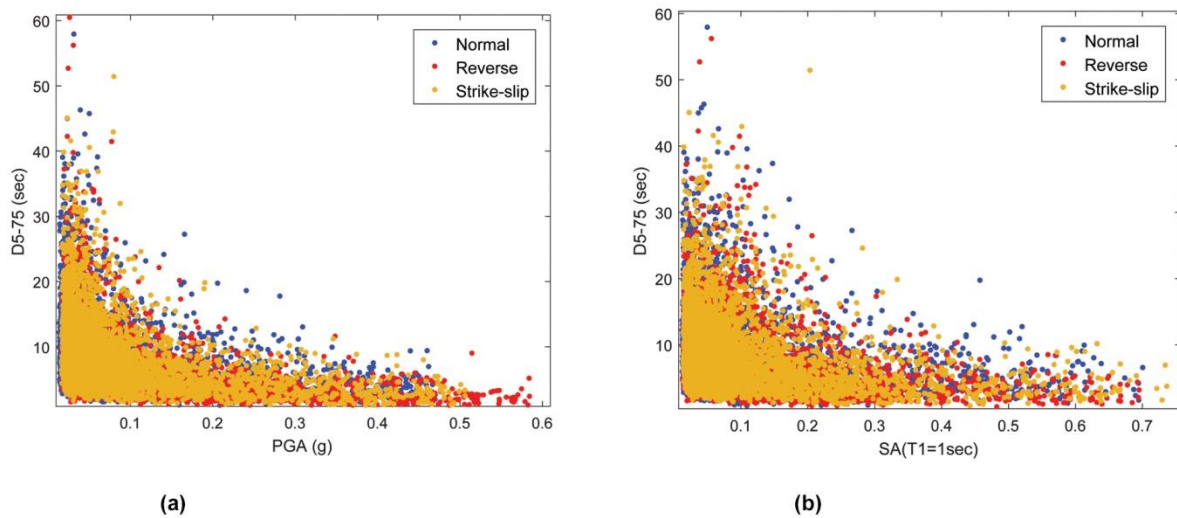 60
50
40
30
20
10
D5-75 (sec)
Normal
Reverse
Strike-slip
0.1 0.2 0.3 0.4 0.5 0.6
PGA (g)
(a)
60
50
40
30
20
10
D5-75 (sec)
Normal
Reverse
Strike-slip
0.1 0.2 0.3 0.4 0.5 0.6 0.7
SA(T1=1sec)
(b)